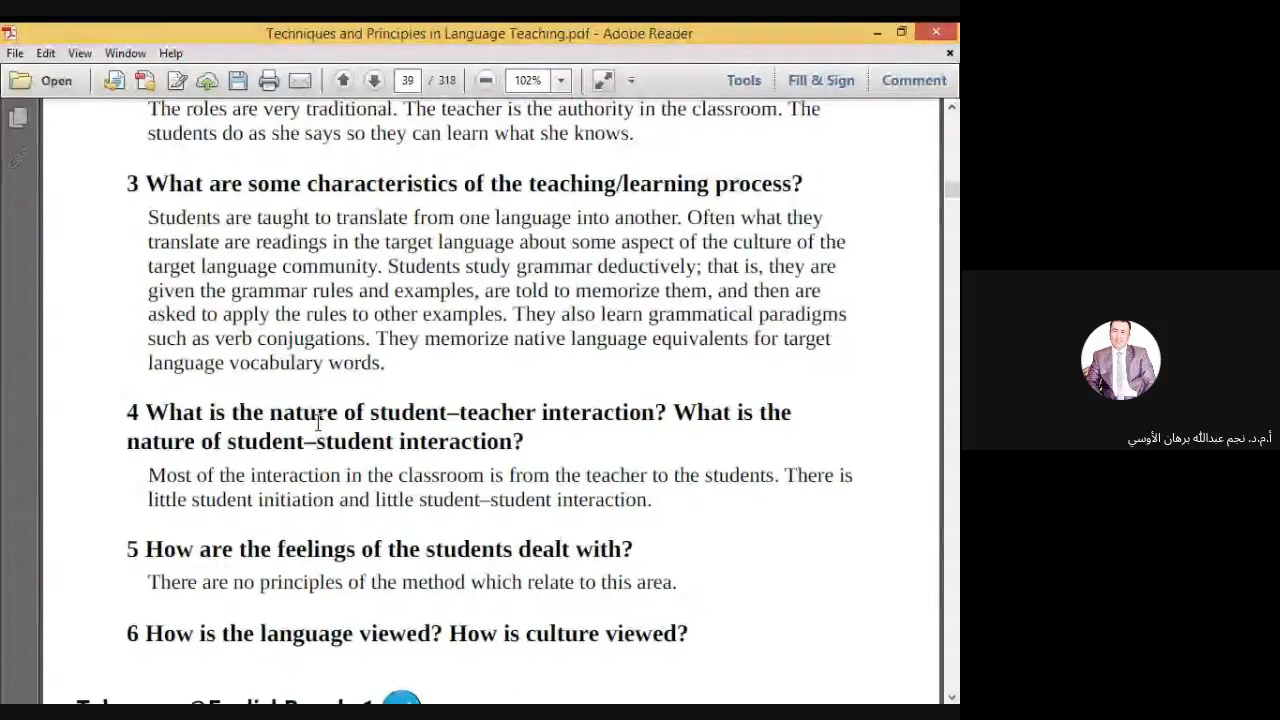 Techniques and Principles in Language Teaching.pdf - Adobe Reader
File Edit View Window Help
Open 39 / 318 102% Tools Fill & Sign Comment
The roles are very traditional. The teacher is the authority in the classroom. The
students do as she says so they can learn what she knows.
3 What are some characteristics of the teaching/learning process?
Students are taught to translate from one language into another. Often what they
translate are readings in the target language about some aspect of the culture of the
target language community. Students study grammar deductively; that is, they are
given the grammar rules and examples, are told to memorize them, and then are
asked to apply the rules to other examples. They also learn grammatical paradigms
such as verb conjugations. They memorize native language equivalents for target
language vocabulary words.
4 What is the nature of student–teacher interaction? What is the
nature of student–student interaction?
Most of the interaction in the classroom is from the teacher to the students. There is
little student initiation and little student–student interaction.
5 How are the feelings of the students dealt with?
There are no principles of the method which relate to this area.
6 How is the language viewed? How is culture viewed?
أ.م.د. نجم عبدالله برهان الأوسي